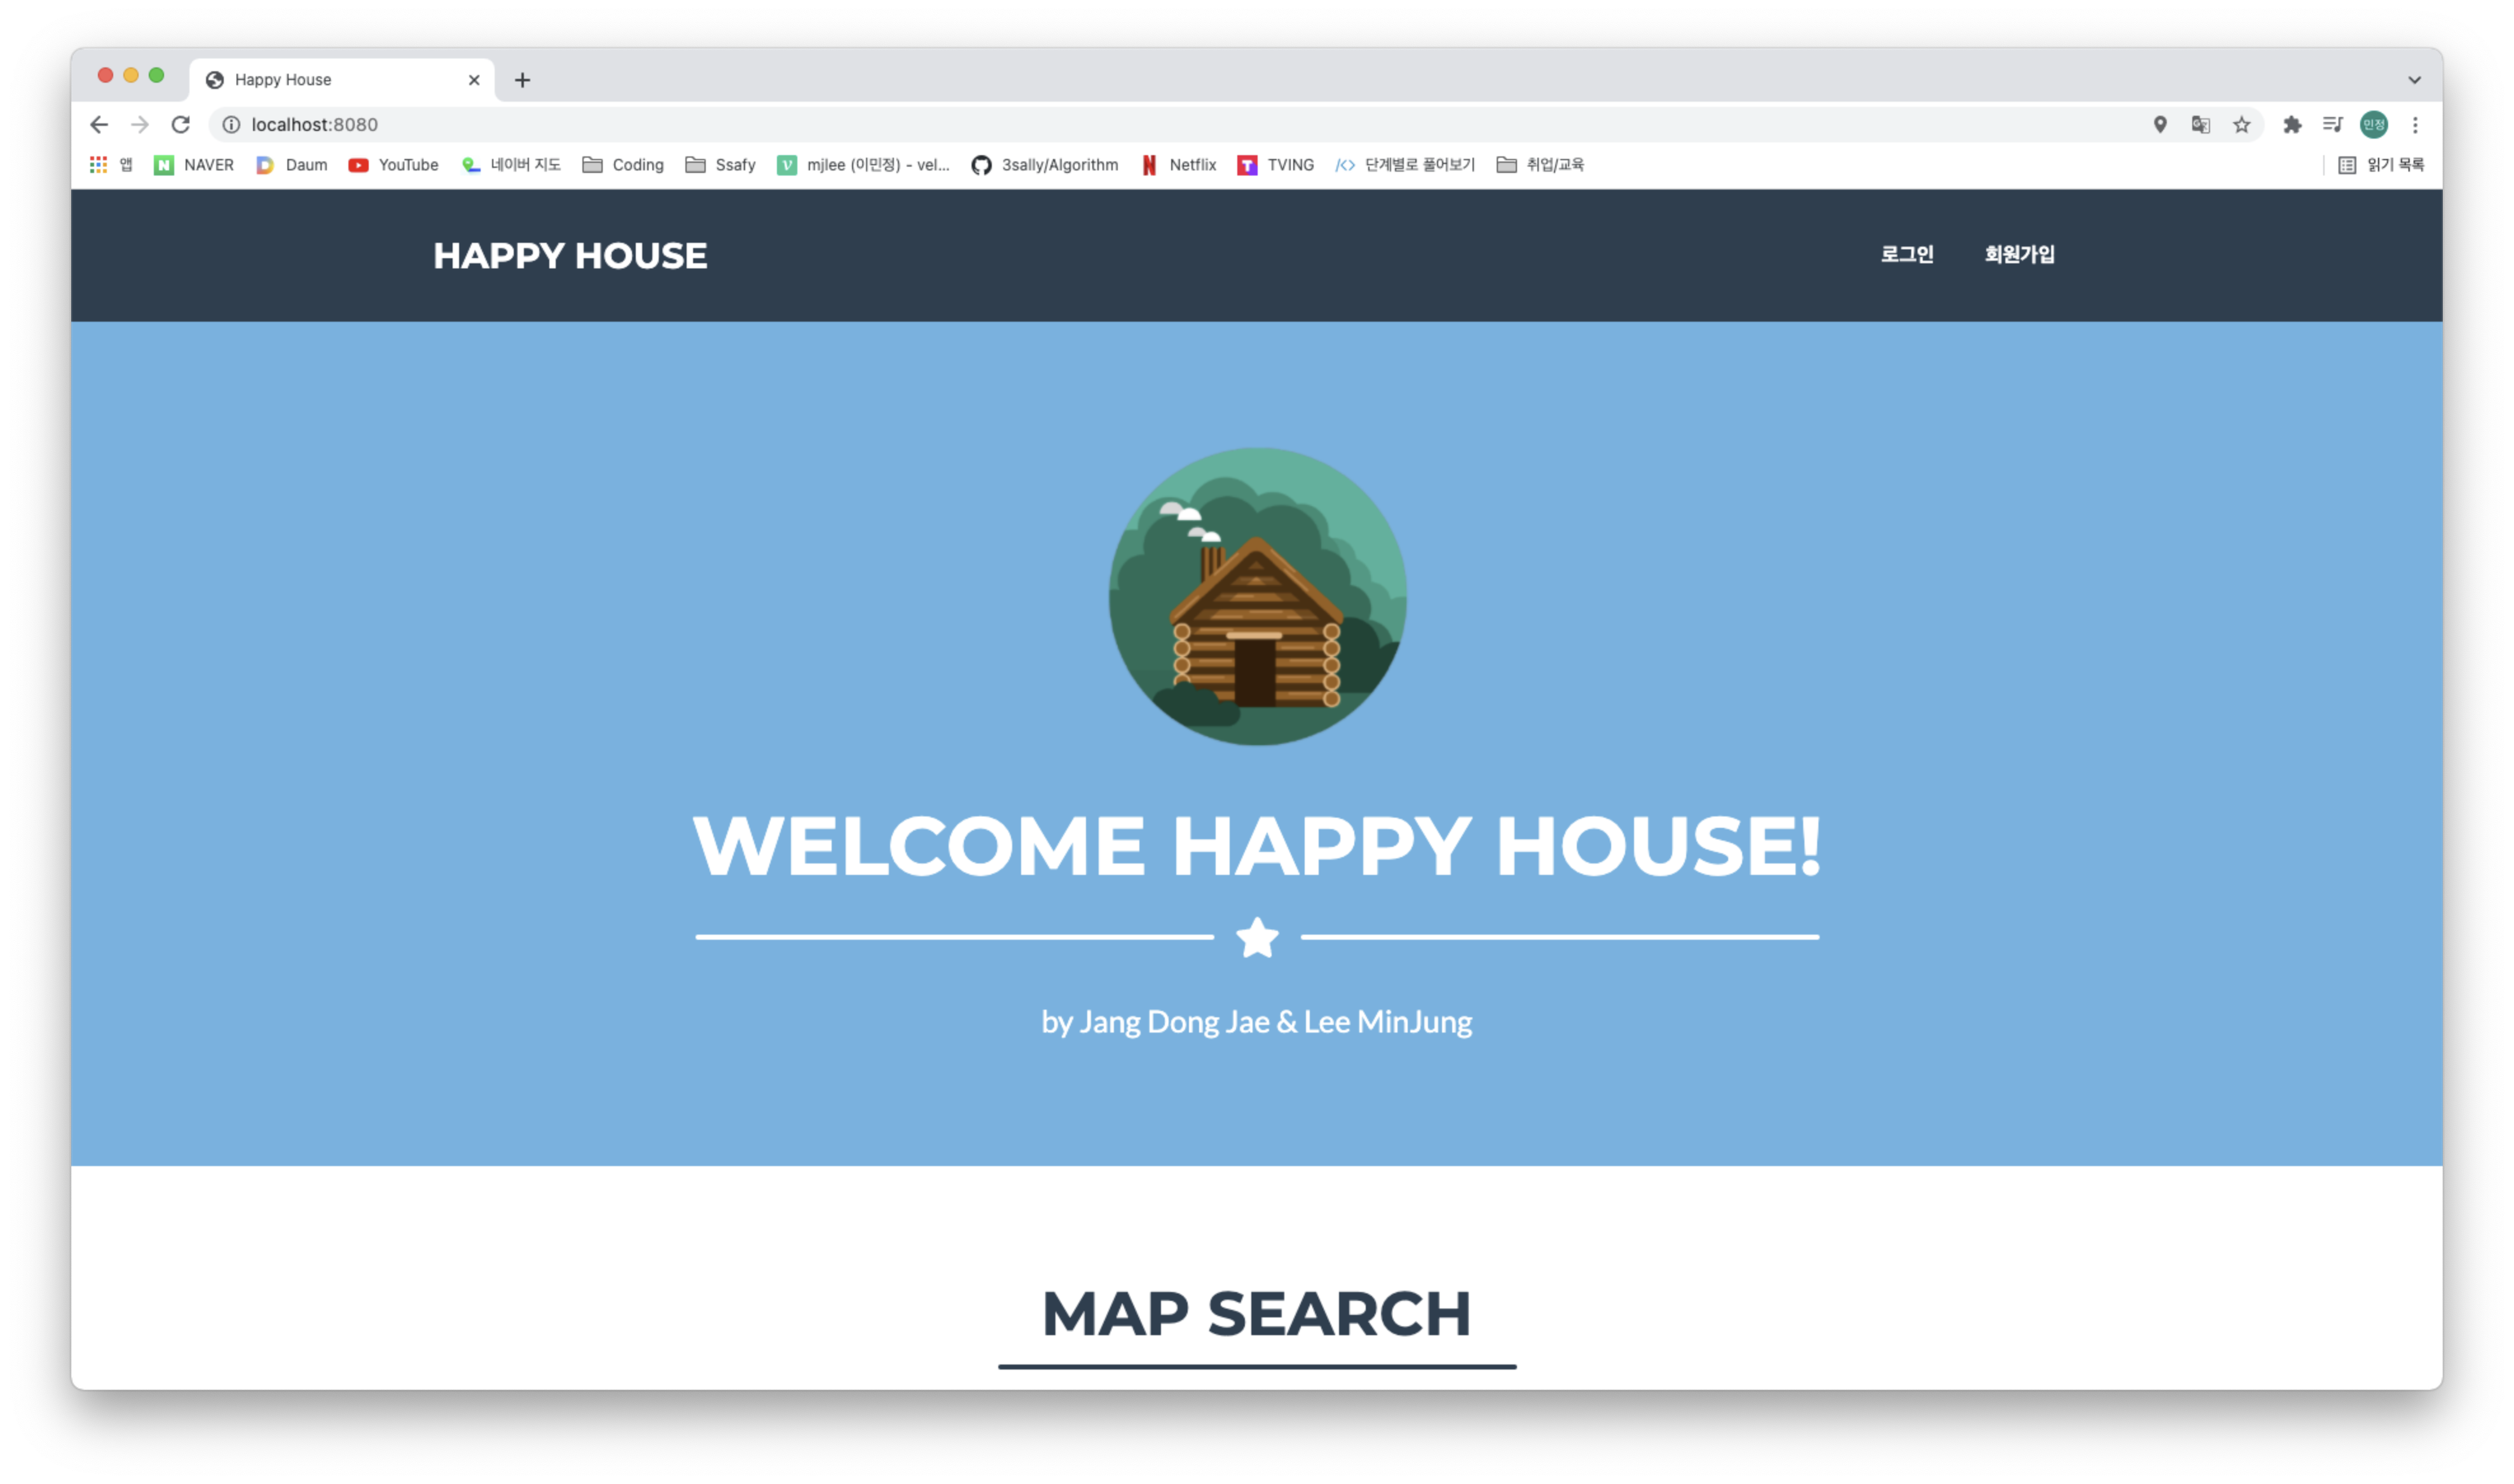 Happy House
localhost:8080
민정
앱 NAVER Daum YouTube 네이버 지도 Coding Ssafy mjlee (이민정) - vel... 3sally/Algorithm Netflix TVING 단계별로 풀어보기 취업/교육 읽기 목록
HAPPY HOUSE 로그인 회원가입
WELCOME HAPPY HOUSE!
by Jang Dong Jae & Lee MinJung
MAP SEARCH